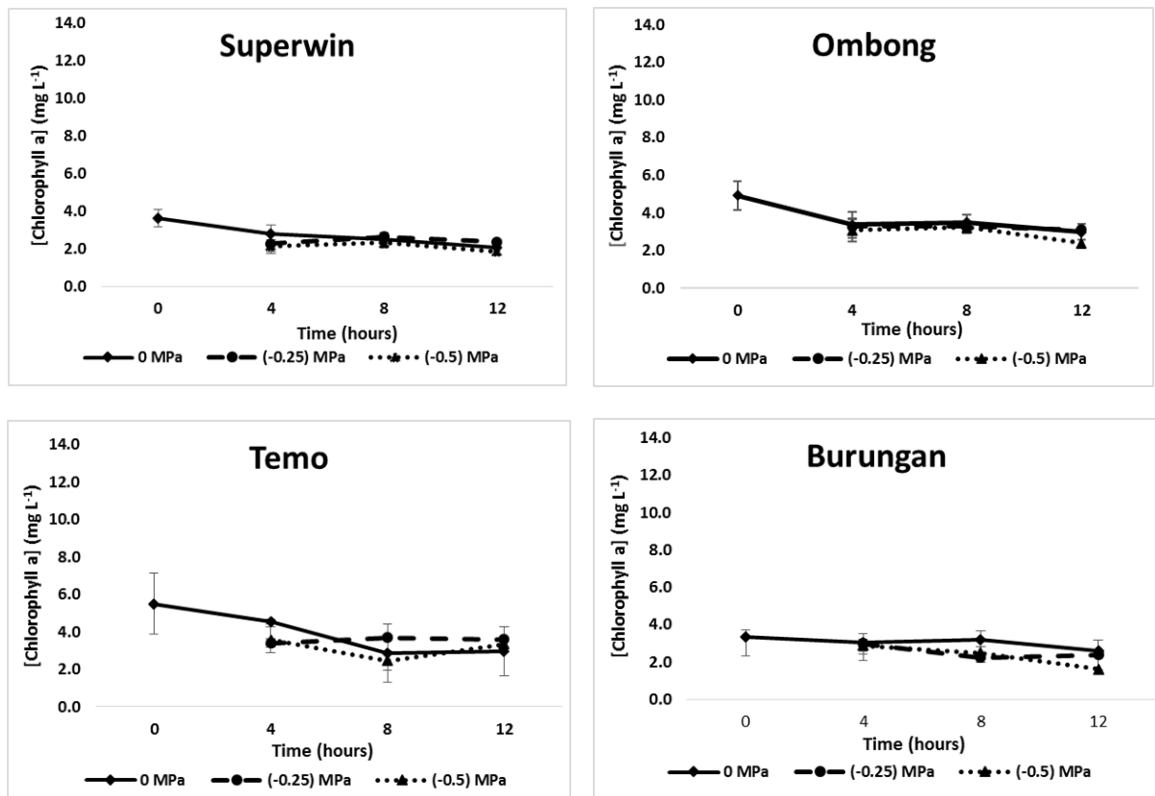 Superwin
[Chlorophyll a] (mg L⁻¹)
14.0
12.0
10.0
8.0
6.0
4.0
2.0
0.0
0 4 8 12
Time (hours)
0 MPa (-0.25) MPa (-0.5) MPa
Ombong
[Chlorophyll a] (mg L⁻¹)
14.0
12.0
10.0
8.0
6.0
4.0
2.0
0.0
0 4 8 12
Time (hours)
0 MPa (-0.25) MPa (-0.5) MPa
Temo
[Chlorophyll a] (mg L⁻¹)
14.0
12.0
10.0
8.0
6.0
4.0
2.0
0.0
0 4 8 12
Time (hours)
0 MPa (-0.25) MPa (-0.5) MPa
Burungan
[Chlorophyll a] (mg L⁻¹)
14.0
12.0
10.0
8.0
6.0
4.0
2.0
0.0
0 4 8 12
Time (hours)
0 MPa (-0.25) MPa (-0.5) MPa